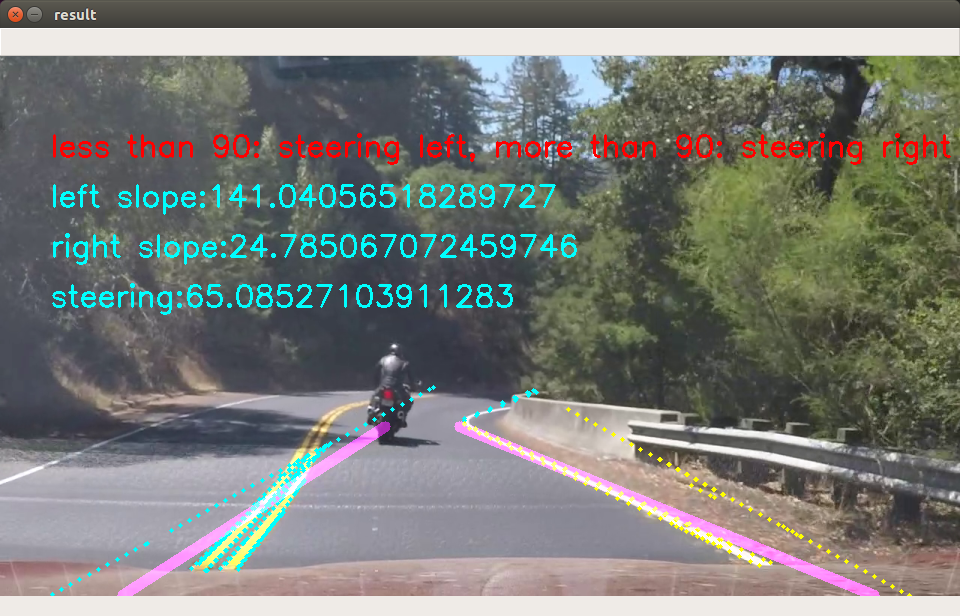 result
less than 90: steering left, more than 90: steering right
left slope:141.04056518289727
right slope:24.785067072459746
steering:65.08527103911283